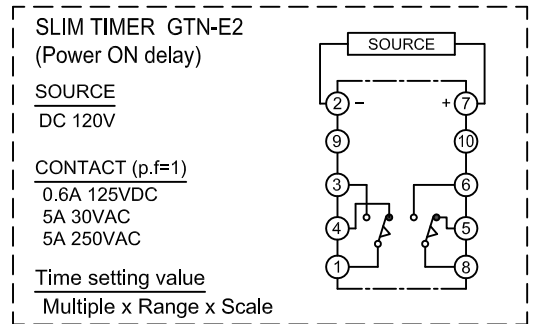 SLIM TIMER GTN-E2
(Power ON delay)
SOURCE
DC 120V
CONTACT (p.f=1)
0.6A 125VDC
5A 30VAC
5A 250VAC
Time setting value
Multiple x Range x Scale
SOURCE
2 − + 7
9 10
3 6
4 5
1 8